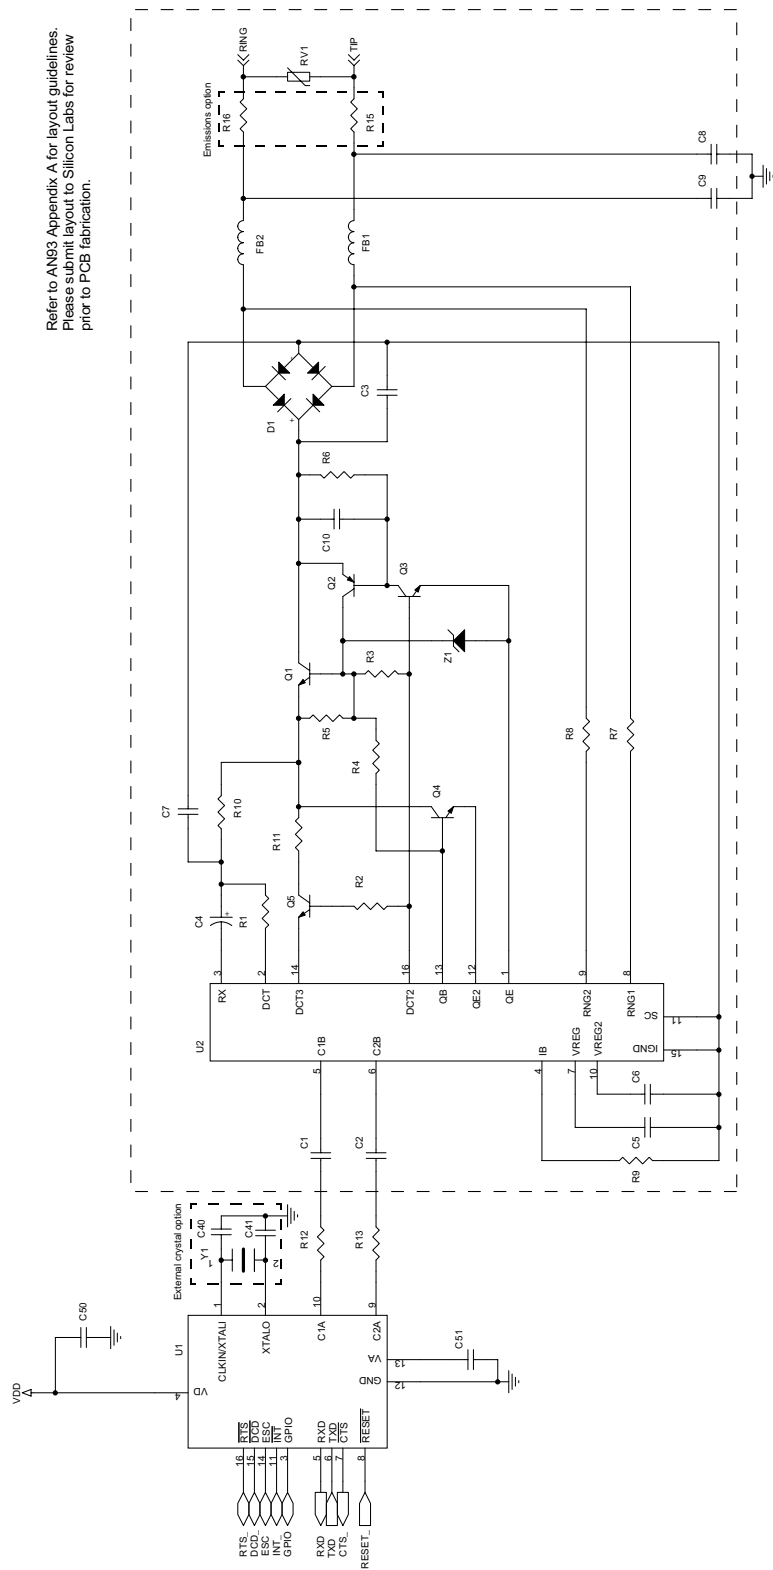 Refer to AN93 Appendix A for layout guidelines.
Please submit layout to Silicon Labs for review
prior to PCB fabrication.
VDD
C50
External crystal option
Y1
1
2
C40
C41
U1
CLKIN/XTALI
1
XTALO
2
C1A
10
C2A
9
VD
4
VA
13
GND
12
C51
RTS
16
DCD
15
ESC
14
INT
11
GPIO
3
RXD
5
TXD
6
CTS
7
RESET
8
RTS_
DCD_
ESC
INT_
GPIO
RXD
TXD
CTS_
RESET_
R12
R13
C1
C2
U2
C1B
5
C2B
6
IB
4
VREG
7
VREG2
10
RX
3
DCT
2
DCT3
14
DCT2
16
QB
13
QE2
12
QE
1
RNG2
9
RNG1
8
SC
11
IGND
15
R9
C5
C6
C4
+
R1
C7
R10
R11
Q5
R2
Q4
R4
R5
R3
Q1
Q2
Q3
Z1
C10
R6
R8
R7
D1
+
-
C3
FB2
FB1
Emissions option
R16
R15
RV1
RING
TIP
C9
C8